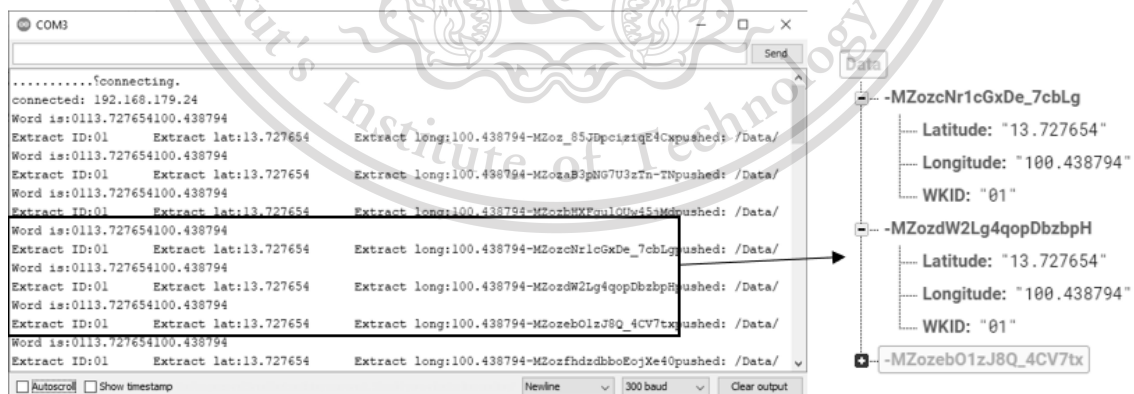 COM3
Send
...........⸮connecting.
connected: 192.168.179.24
Word is:0113.727654100.438794
Extract ID:01 Extract lat:13.727654 Extract long:100.438794-MZoz_85JDpciziqE4Cxpushed: /Data/
Word is:0113.727654100.438794
Extract ID:01 Extract lat:13.727654 Extract long:100.438794-MZozaB3pNG7U3zTn-TNpushed: /Data/
Word is:0113.727654100.438794
Extract ID:01 Extract lat:13.727654 Extract long:100.438794-MZozbHXFqulQUw45jMdpushed: /Data/
Word is:0113.727654100.438794
Extract ID:01 Extract lat:13.727654 Extract long:100.438794-MZozcNr1cGxDe_7cbLgpushed: /Data/
Word is:0113.727654100.438794
Extract ID:01 Extract lat:13.727654 Extract long:100.438794-MZozdW2Lg4qopDbzbpHpushed: /Data/
Word is:0113.727654100.438794
Extract ID:01 Extract lat:13.727654 Extract long:100.438794-MZozebO1zJ8Q_4CV7txpushed: /Data/
Word is:0113.727654100.438794
Extract ID:01 Extract lat:13.727654 Extract long:100.438794-MZozfhdzdbboEojXe40pushed: /Data/
Autoscroll Show timestamp Newline 300 baud Clear output
Data
-MZozcNr1cGxDe_7cbLg
Latitude: "13.727654"
Longitude: "100.438794"
WKID: "01"
-MZozdW2Lg4qopDbzbpH
Latitude: "13.727654"
Longitude: "100.438794"
WKID: "01"
-MZozebO1zJ8Q_4CV7tx
Institute of Technology